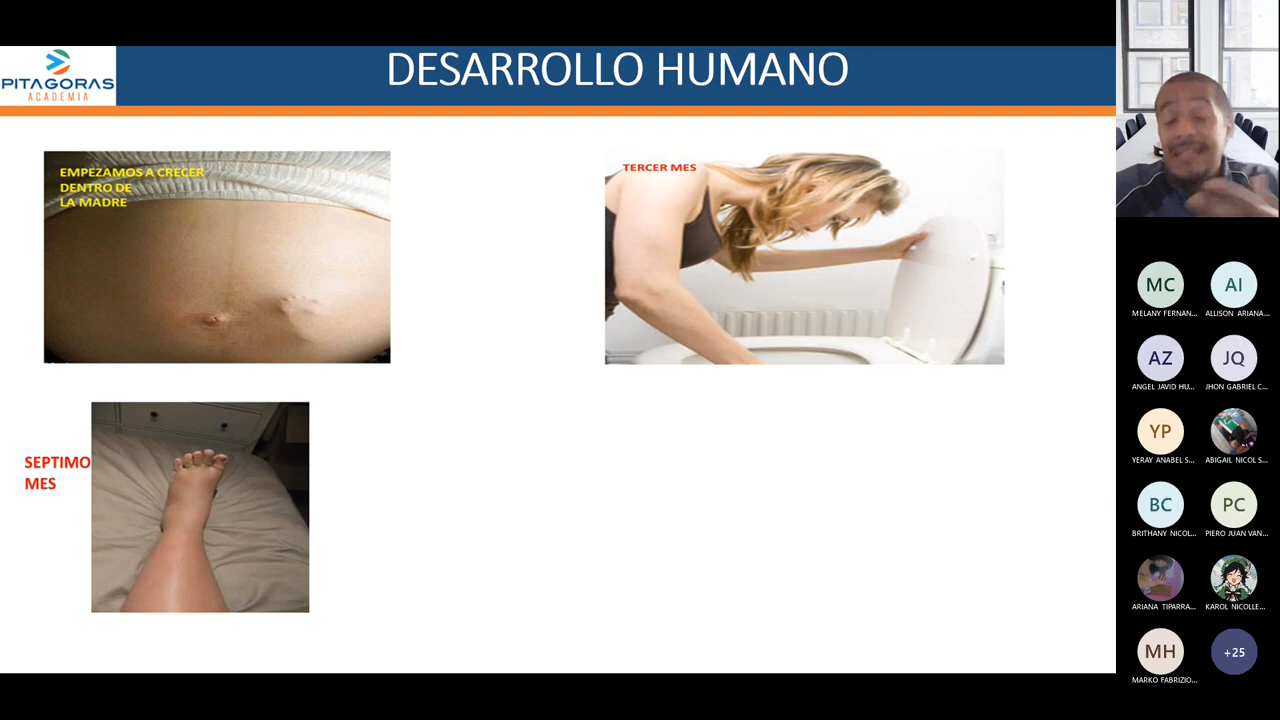 PITAGORAS
ACADEMIA
DESARROLLO HUMANO
EMPEZAMOS A CRECER
DENTRO DE
LA MADRE
TERCER MES
SEPTIMO
MES
MC
AI
MELANY FERNAN...
ALLISON ARIANA...
AZ
JQ
ANGEL JAVID HU...
JHON GABRIEL C...
YP
YERAY ANABEL S...
ABIGAIL NICOL S...
BC
PC
BRITHANY NICOL...
PIERO JUAN VAN...
ARIANA TIPARRA...
KAROL NICOLLE...
MH
+25
MARKO FABRIZIO...